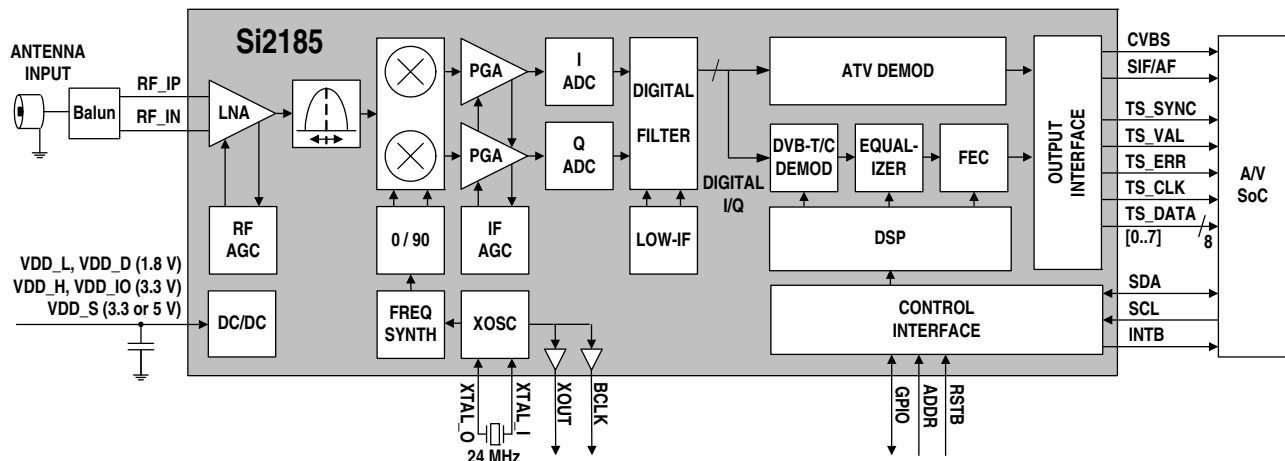 Si2185
ANTENNA
INPUT
Balun
RF_IP
RF_IN
LNA
PGA
PGA
I
ADC
Q
ADC
DIGITAL
FILTER
DIGITAL
I/Q
ATV DEMOD
DVB-T/C
DEMOD
EQUAL-
IZER
FEC
OUTPUT
INTERFACE
CVBS
SIF/AF
TS_SYNC
TS_VAL
TS_ERR
TS_CLK
TS_DATA
[0..7]
8
A/V
SoC
RF
AGC
0 / 90
IF
AGC
LOW-IF
DSP
VDD_L, VDD_D (1.8 V)
VDD_H, VDD_IO (3.3 V)
VDD_S (3.3 or 5 V)
DC/DC
FREQ
SYNTH
XOSC
CONTROL
INTERFACE
SDA
SCL
INTB
XTAL_O
XTAL_I
24 MHz
XOUT
BCLK
GPIO
ADDR
RSTB